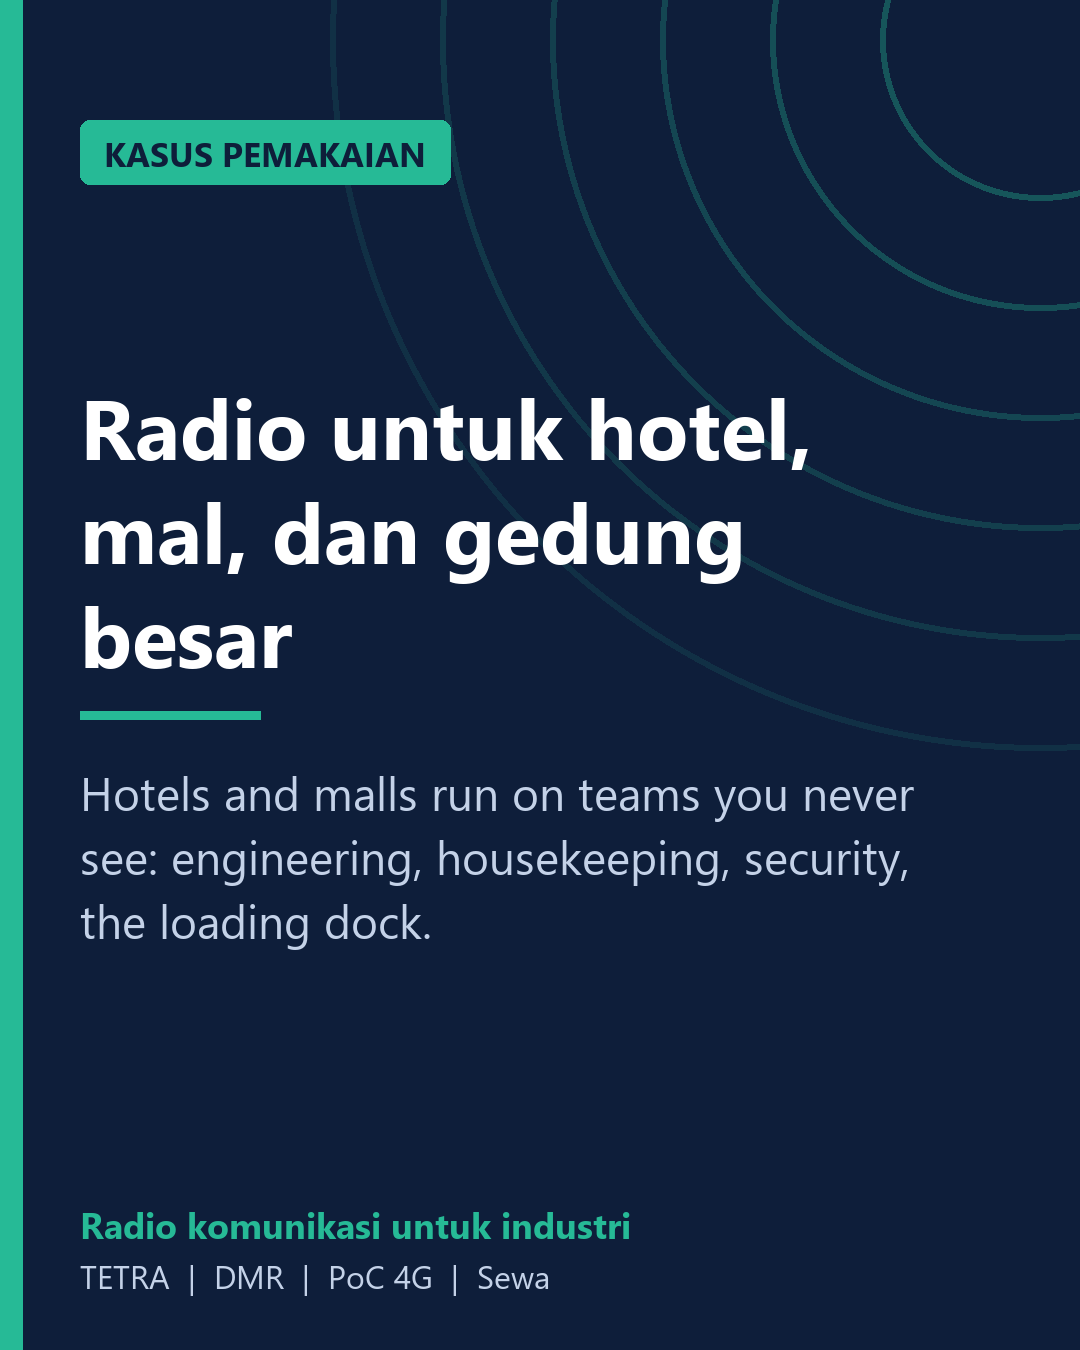 KASUS PEMAKAIAN
Radio untuk hotel,
mal, dan gedung
besar
Hotels and malls run on teams you never
see: engineering, housekeeping, security,
the loading dock.
Radio komunikasi untuk industri
TETRA | DMR | PoC 4G | Sewa